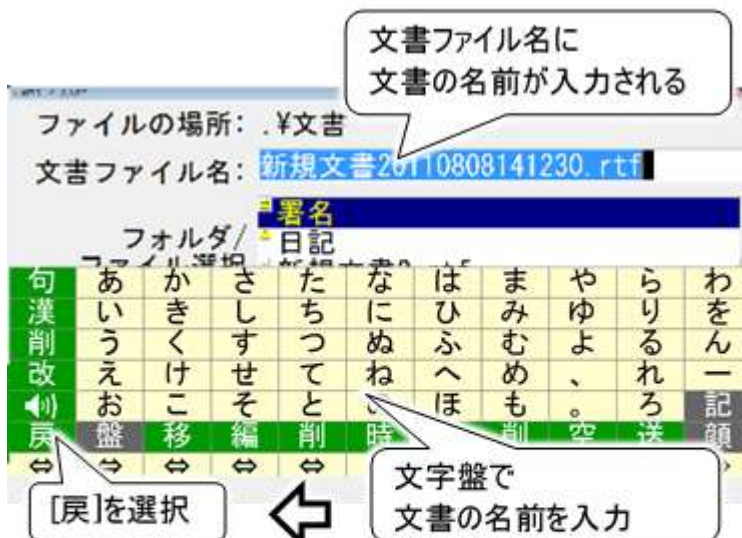 文書ファイル名に
文書の名前が入力される
ファイルの場所: .¥文書
文書ファイル名: 新規文書20110808141230.rtf
署名
フォルダ/ 日記
ファイル選択
句 あ か さ た な は ま や ら わ
漢 い き し ち に ひ み ゆ り を
削 う く す つ ぬ ふ む よ る ん
改 え け せ て ね へ め 、 れ ー
お こ そ と ほ も 。 ろ 記
戻 盤 移 編 削 時 削 空 送 顔
⇔ ⇔ ⇔ ⇔
文字盤で
[戻]を選択
文書の名前を入力